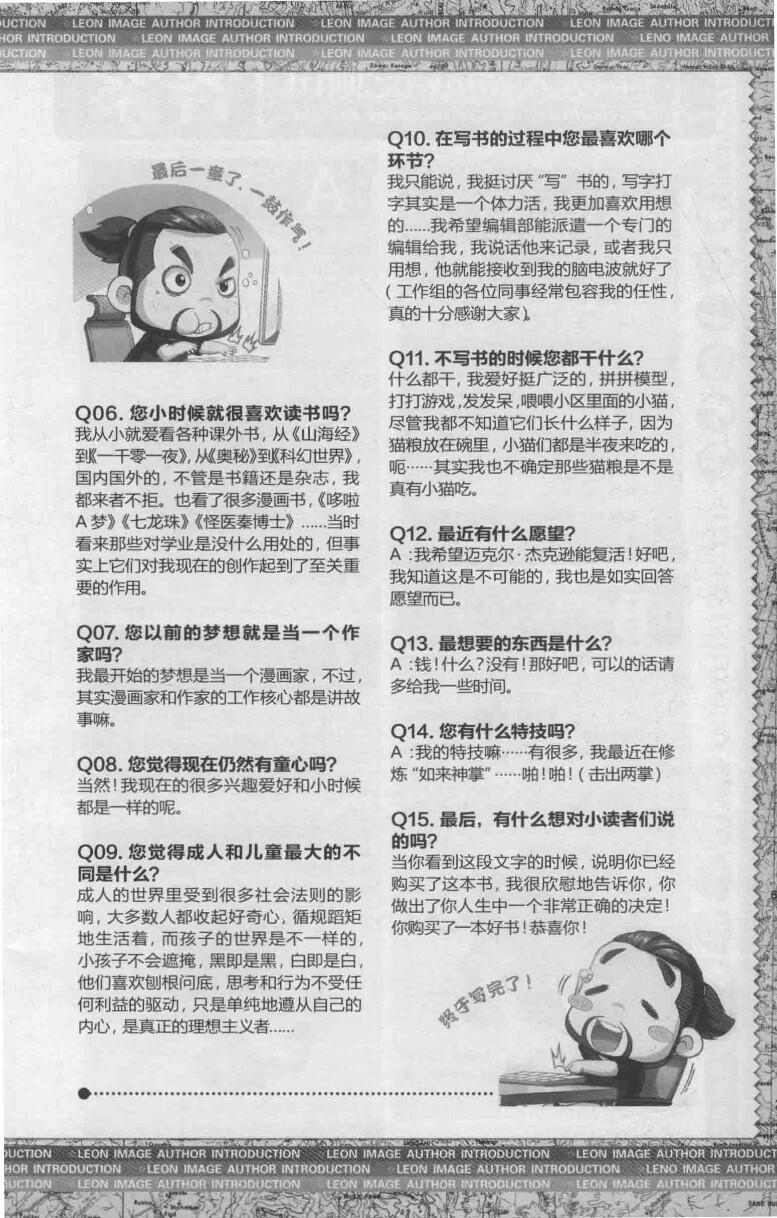 UCTION LEON IMAGE AUTHOR INTRODUCTION LEON IMAGE AUTHOR INTRODUCTION LEON IMAGE AUTHOR INTRODUCT
HOR INTRODUCTION LEON IMAGE AUTHOR INTRODUCTION LEON IMAGE AUTHOR INTRODUCTION LENO IMAGE AUTHOR
UCTION LEON IMAGE AUTHOR INTRODUCTION LEON IMAGE AUTHOR INTRODUCTION LEON IMAGE AUTHOR INTRODUCT
最后一章了，一鼓作气！
Q06. 您小时候就很喜欢读书吗？
我从小就爱看各种课外书，从《山海经》
到《一千零一夜》，从《奥秘》到《科幻世界》，
国内国外的，不管是书籍还是杂志，我
都来者不拒。也看了很多漫画书，《哆啦
A梦》《七龙珠》《怪医秦博士》……当时
看来那些对学业是没什么用处的，但事
实上它们对我现在的创作起到了至关重
要的作用。
Q07. 您以前的梦想就是当一个作
家吗？
我最开始的梦想是当一个漫画家，不过，
其实漫画家和作家的工作核心都是讲故
事嘛。
Q08. 您觉得现在仍然有童心吗？
当然！我现在的很多兴趣爱好和小时候
都是一样的呢。
Q09. 您觉得成人和儿童最大的不
同是什么？
成人的世界里受到很多社会法则的影
响，大多数人都收起好奇心，循规蹈矩
地生活着，而孩子的世界是不一样的，
小孩子不会遮掩，黑即是黑，白即是白，
他们喜欢刨根问底，思考和行为不受任
何利益的驱动，只是单纯地遵从自己的
内心，是真正的理想主义者……
Q10. 在写书的过程中您最喜欢哪个
环节？
我只能说，我挺讨厌“写”书的，写字打
字其实是一个体力活，我更加喜欢用想
的……我希望编辑部能派遣一个专门的
编辑给我，我说话他来记录，或者我只
用想，他就能接收到我的脑电波就好了
（工作组的各位同事经常包容我的任性，
真的十分感谢大家）。
Q11. 不写书的时候您都干什么？
什么都干，我爱好挺广泛的，拼拼模型，
打打游戏，发发呆，喂喂小区里面的小猫，
尽管我都不知道它们长什么样子，因为
猫粮放在碗里，小猫们都是半夜来吃的，
呃……其实我也不确定那些猫粮是不是
真有小猫吃。
Q12. 最近有什么愿望？
A：我希望迈克尔·杰克逊能复活！好吧，
我知道这是不可能的，我也是如实回答
愿望而已。
Q13. 最想要的东西是什么？
A：钱！什么？没有！那好吧，可以的话请
多给我一些时间。
Q14. 您有什么特技吗？
A：我的特技嘛……有很多，我最近在修
炼“如来神掌”……啪！啪！（击出两掌）
Q15. 最后，有什么想对小读者们说
的吗？
当你看到这段文字的时候，说明你已经
购买了这本书，我很欣慰地告诉你，你
做出了你人生中一个非常正确的决定！
你购买了一本好书！恭喜你！
终于写完了！
UCTION LEON IMAGE AUTHOR INTRODUCTION LEON IMAGE AUTHOR INTRODUCTION LEON IMAGE AUTHOR INTRODUCT
HOR INTRODUCTION LEON IMAGE AUTHOR INTRODUCTION LEON IMAGE AUTHOR INTRODUCTION LENO IMAGE AUTHOR
UCTION LEON IMAGE AUTHOR INTRODUCTION LEON IMAGE AUTHOR INTRODUCTION LEON IMAGE AUTHOR INTRODUCT